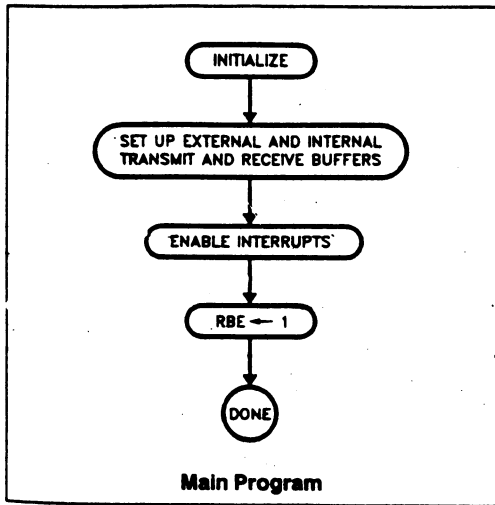 INITIALIZE
SET UP EXTERNAL AND INTERNAL
TRANSMIT AND RECEIVE BUFFERS
ENABLE INTERRUPTS
RBE ← 1
DONE
Main Program